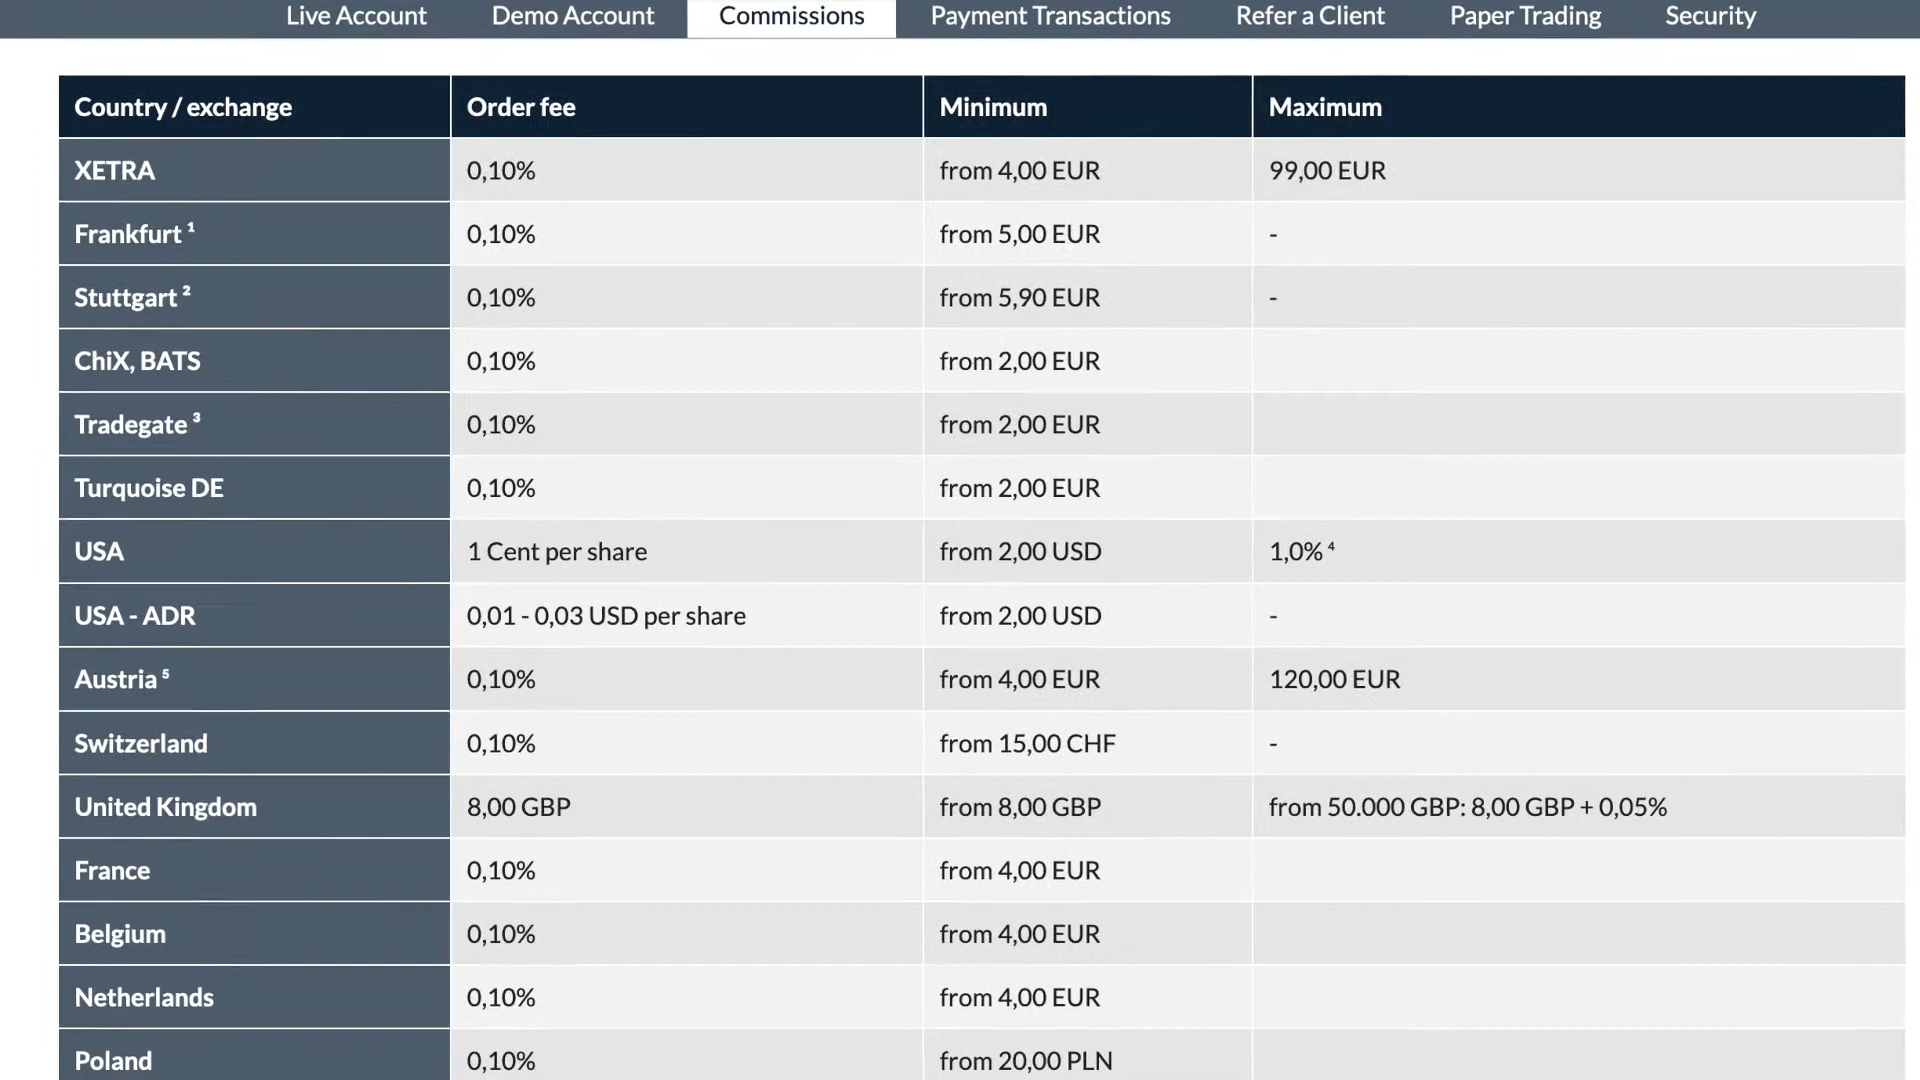 Live Account Demo Account Commissions Payment Transactions Refer a Client Paper Trading Security
Country / exchange Order fee Minimum Maximum
XETRA 0,10% from 4,00 EUR 99,00 EUR
Frankfurt ¹ 0,10% from 5,00 EUR -
Stuttgart ² 0,10% from 5,90 EUR -
ChiX, BATS 0,10% from 2,00 EUR
Tradegate ³ 0,10% from 2,00 EUR
Turquoise DE 0,10% from 2,00 EUR
USA 1 Cent per share from 2,00 USD 1,0% ⁴
USA - ADR 0,01 - 0,03 USD per share from 2,00 USD -
Austria ⁵ 0,10% from 4,00 EUR 120,00 EUR
Switzerland 0,10% from 15,00 CHF -
United Kingdom 8,00 GBP from 8,00 GBP from 50.000 GBP: 8,00 GBP + 0,05%
France 0,10% from 4,00 EUR
Belgium 0,10% from 4,00 EUR
Netherlands 0,10% from 4,00 EUR
Poland 0,10% from 20,00 PLN